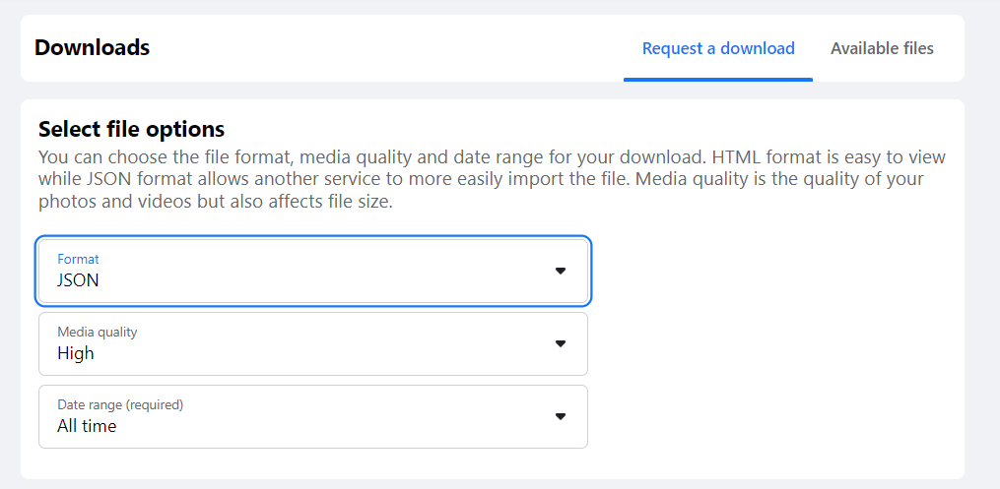 Downloads
Request a download
Available files
Select file options
You can choose the file format, media quality and date range for your download. HTML format is easy to view
while JSON format allows another service to more easily import the file. Media quality is the quality of your
photos and videos but also affects file size.
Format
JSON
Media quality
High
Date range (required)
All time